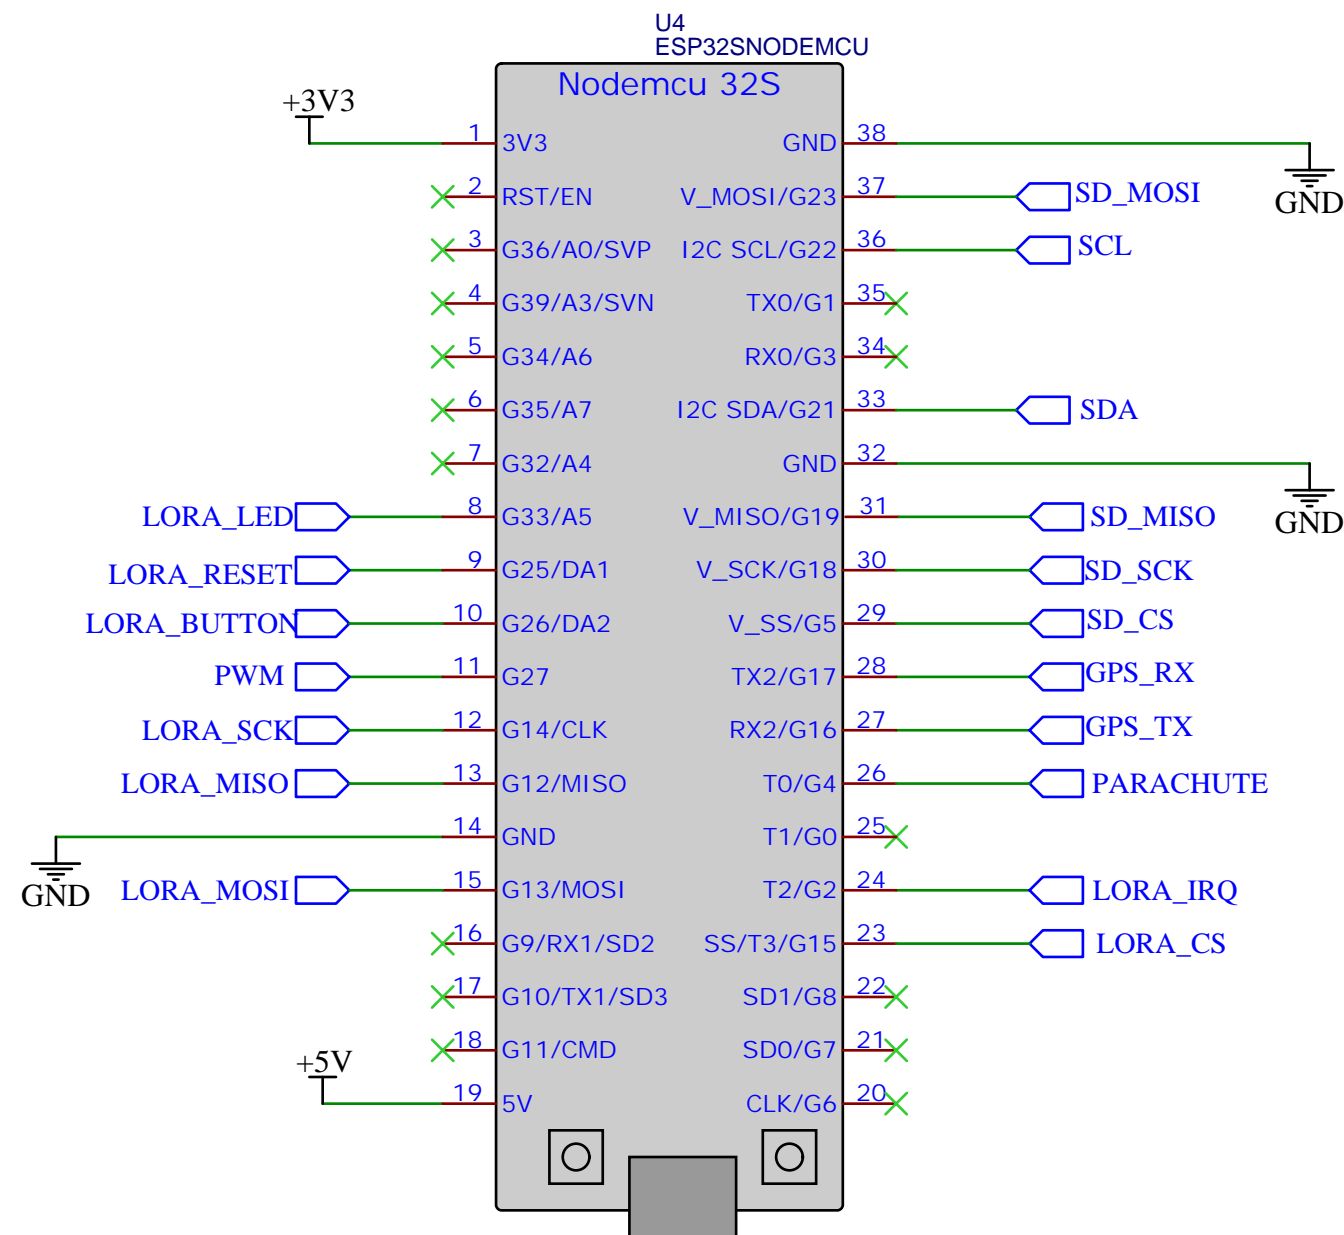 U4
ESP32SNODEMCU
Nodemcu 32S
+3V3
1 3V3 GND 38
GND
2 RST/EN V_MOSI/G23 37 SD_MOSI
3 G36/A0/SVP I2C SCL/G22 36 SCL
4 G39/A3/SVN TX0/G1 35
5 G34/A6 RX0/G3 34
6 G35/A7 I2C SDA/G21 33 SDA
7 G32/A4 GND 32
GND
LORA_LED 8 G33/A5 V_MISO/G19 31 SD_MISO
LORA_RESET 9 G25/DA1 V_SCK/G18 30 SD_SCK
LORA_BUTTON 10 G26/DA2 V_SS/G5 29 SD_CS
PWM 11 G27 TX2/G17 28 GPS_RX
LORA_SCK 12 G14/CLK RX2/G16 27 GPS_TX
LORA_MISO 13 G12/MISO T0/G4 26 PARACHUTE
14 GND T1/G0 25
GND
LORA_MOSI 15 G13/MOSI T2/G2 24 LORA_IRQ
16 G9/RX1/SD2 SS/T3/G15 23 LORA_CS
17 G10/TX1/SD3 SD1/G8 22
18 G11/CMD SD0/G7 21
+5V
19 5V CLK/G6 20